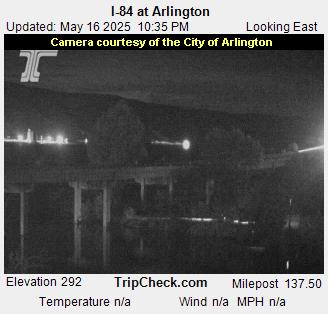 I-84 at Arlington
Updated: May 16 2025 10:35 PM Looking East
Camera courtesy of the City of Arlington
Elevation 292 TripCheck.com Milepost 137.50
Temperature n/a Wind n/a MPH n/a